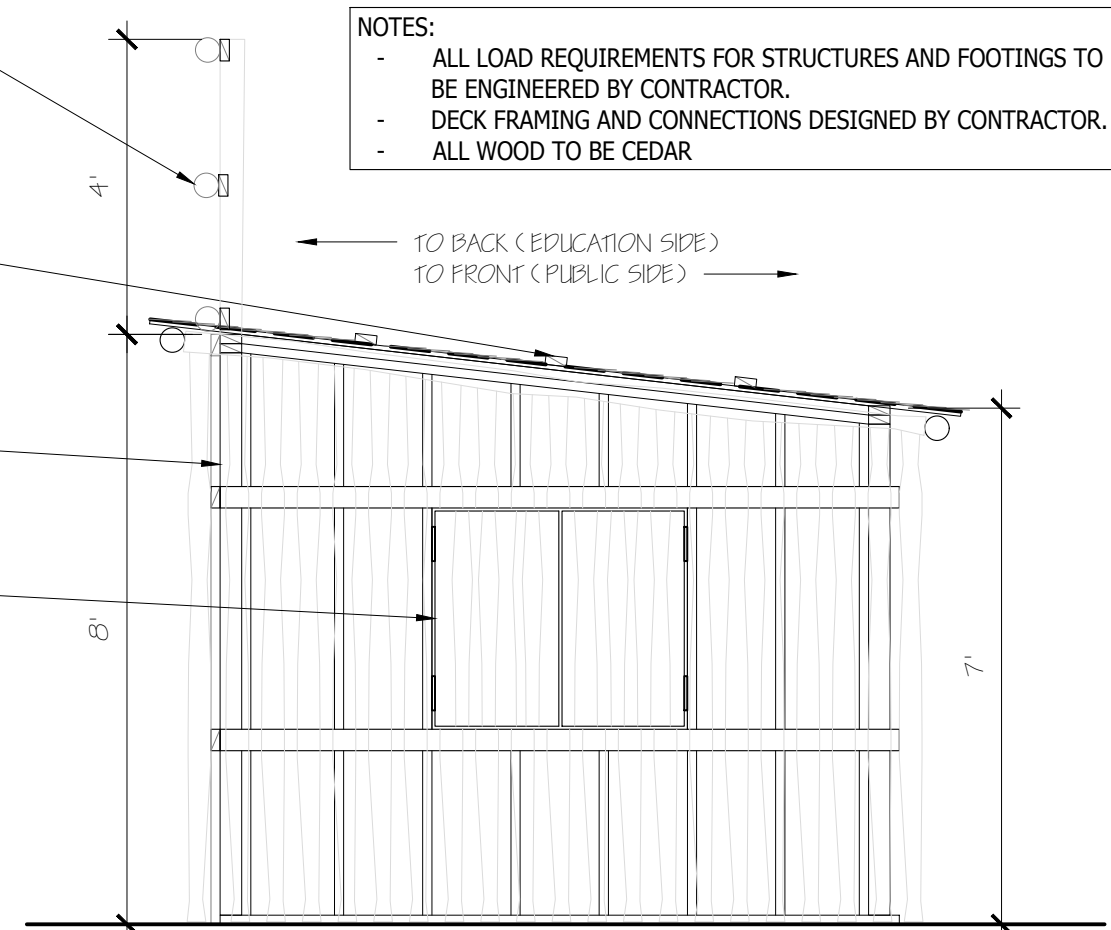 NOTES:
- ALL LOAD REQUIREMENTS FOR STRUCTURES AND FOOTINGS TO
BE ENGINEERED BY CONTRACTOR.
- DECK FRAMING AND CONNECTIONS DESIGNED BY CONTRACTOR.
- ALL WOOD TO BE CEDAR
4'
TO BACK (EDUCATION SIDE)
TO FRONT (PUBLIC SIDE)
8'
7'